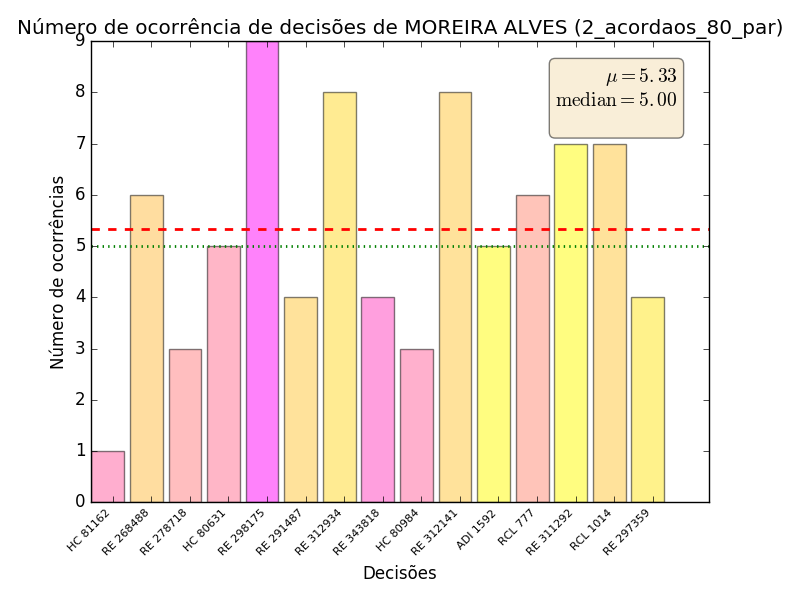 Número de ocorrência de decisões de MOREIRA ALVES (2_acordaos_80_par)
9
8
7
6
5
4
3
2
1
0
Número de ocorrências
μ = 5.33
median = 5.00
HC 81162
RE 268488
RE 278718
HC 80631
RE 298175
RE 291487
RE 312934
RE 343818
HC 80984
RE 312141
ADI 1592
RCL 777
RE 311292
RCL 1014
RE 297359
Decisões